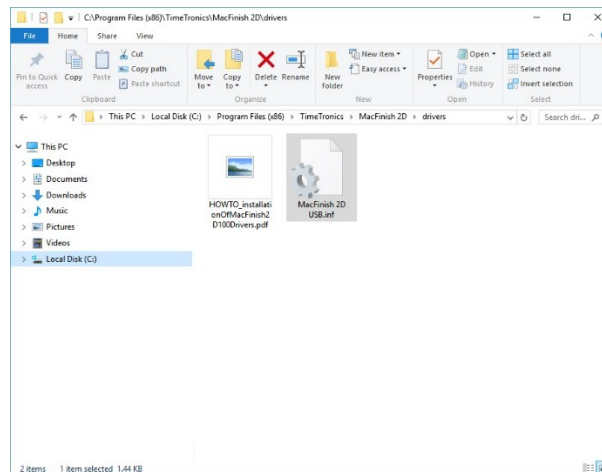 C:\Program Files (x86)\TimeTronics\MacFinish 2D\drivers
File Home Share View
Pin to Quick access
Copy
Paste
Cut
Copy path
Paste shortcut
Clipboard
Move to
Copy to
Delete
Rename
Organize
New folder
New item
Easy access
New
Properties
Open
Edit
History
Open
Select all
Select none
Invert selection
Select
This PC > Local Disk (C:) > Program Files (x86) > TimeTronics > MacFinish 2D > drivers
Search dri...
This PC
Desktop
Documents
Downloads
Music
Pictures
Videos
Local Disk (C:)
HOWTO_installati
onOfMacFinish2
D100Drivers.pdf
MacFinish 2D
USB.inf
2 items 1 item selected 1.44 KB